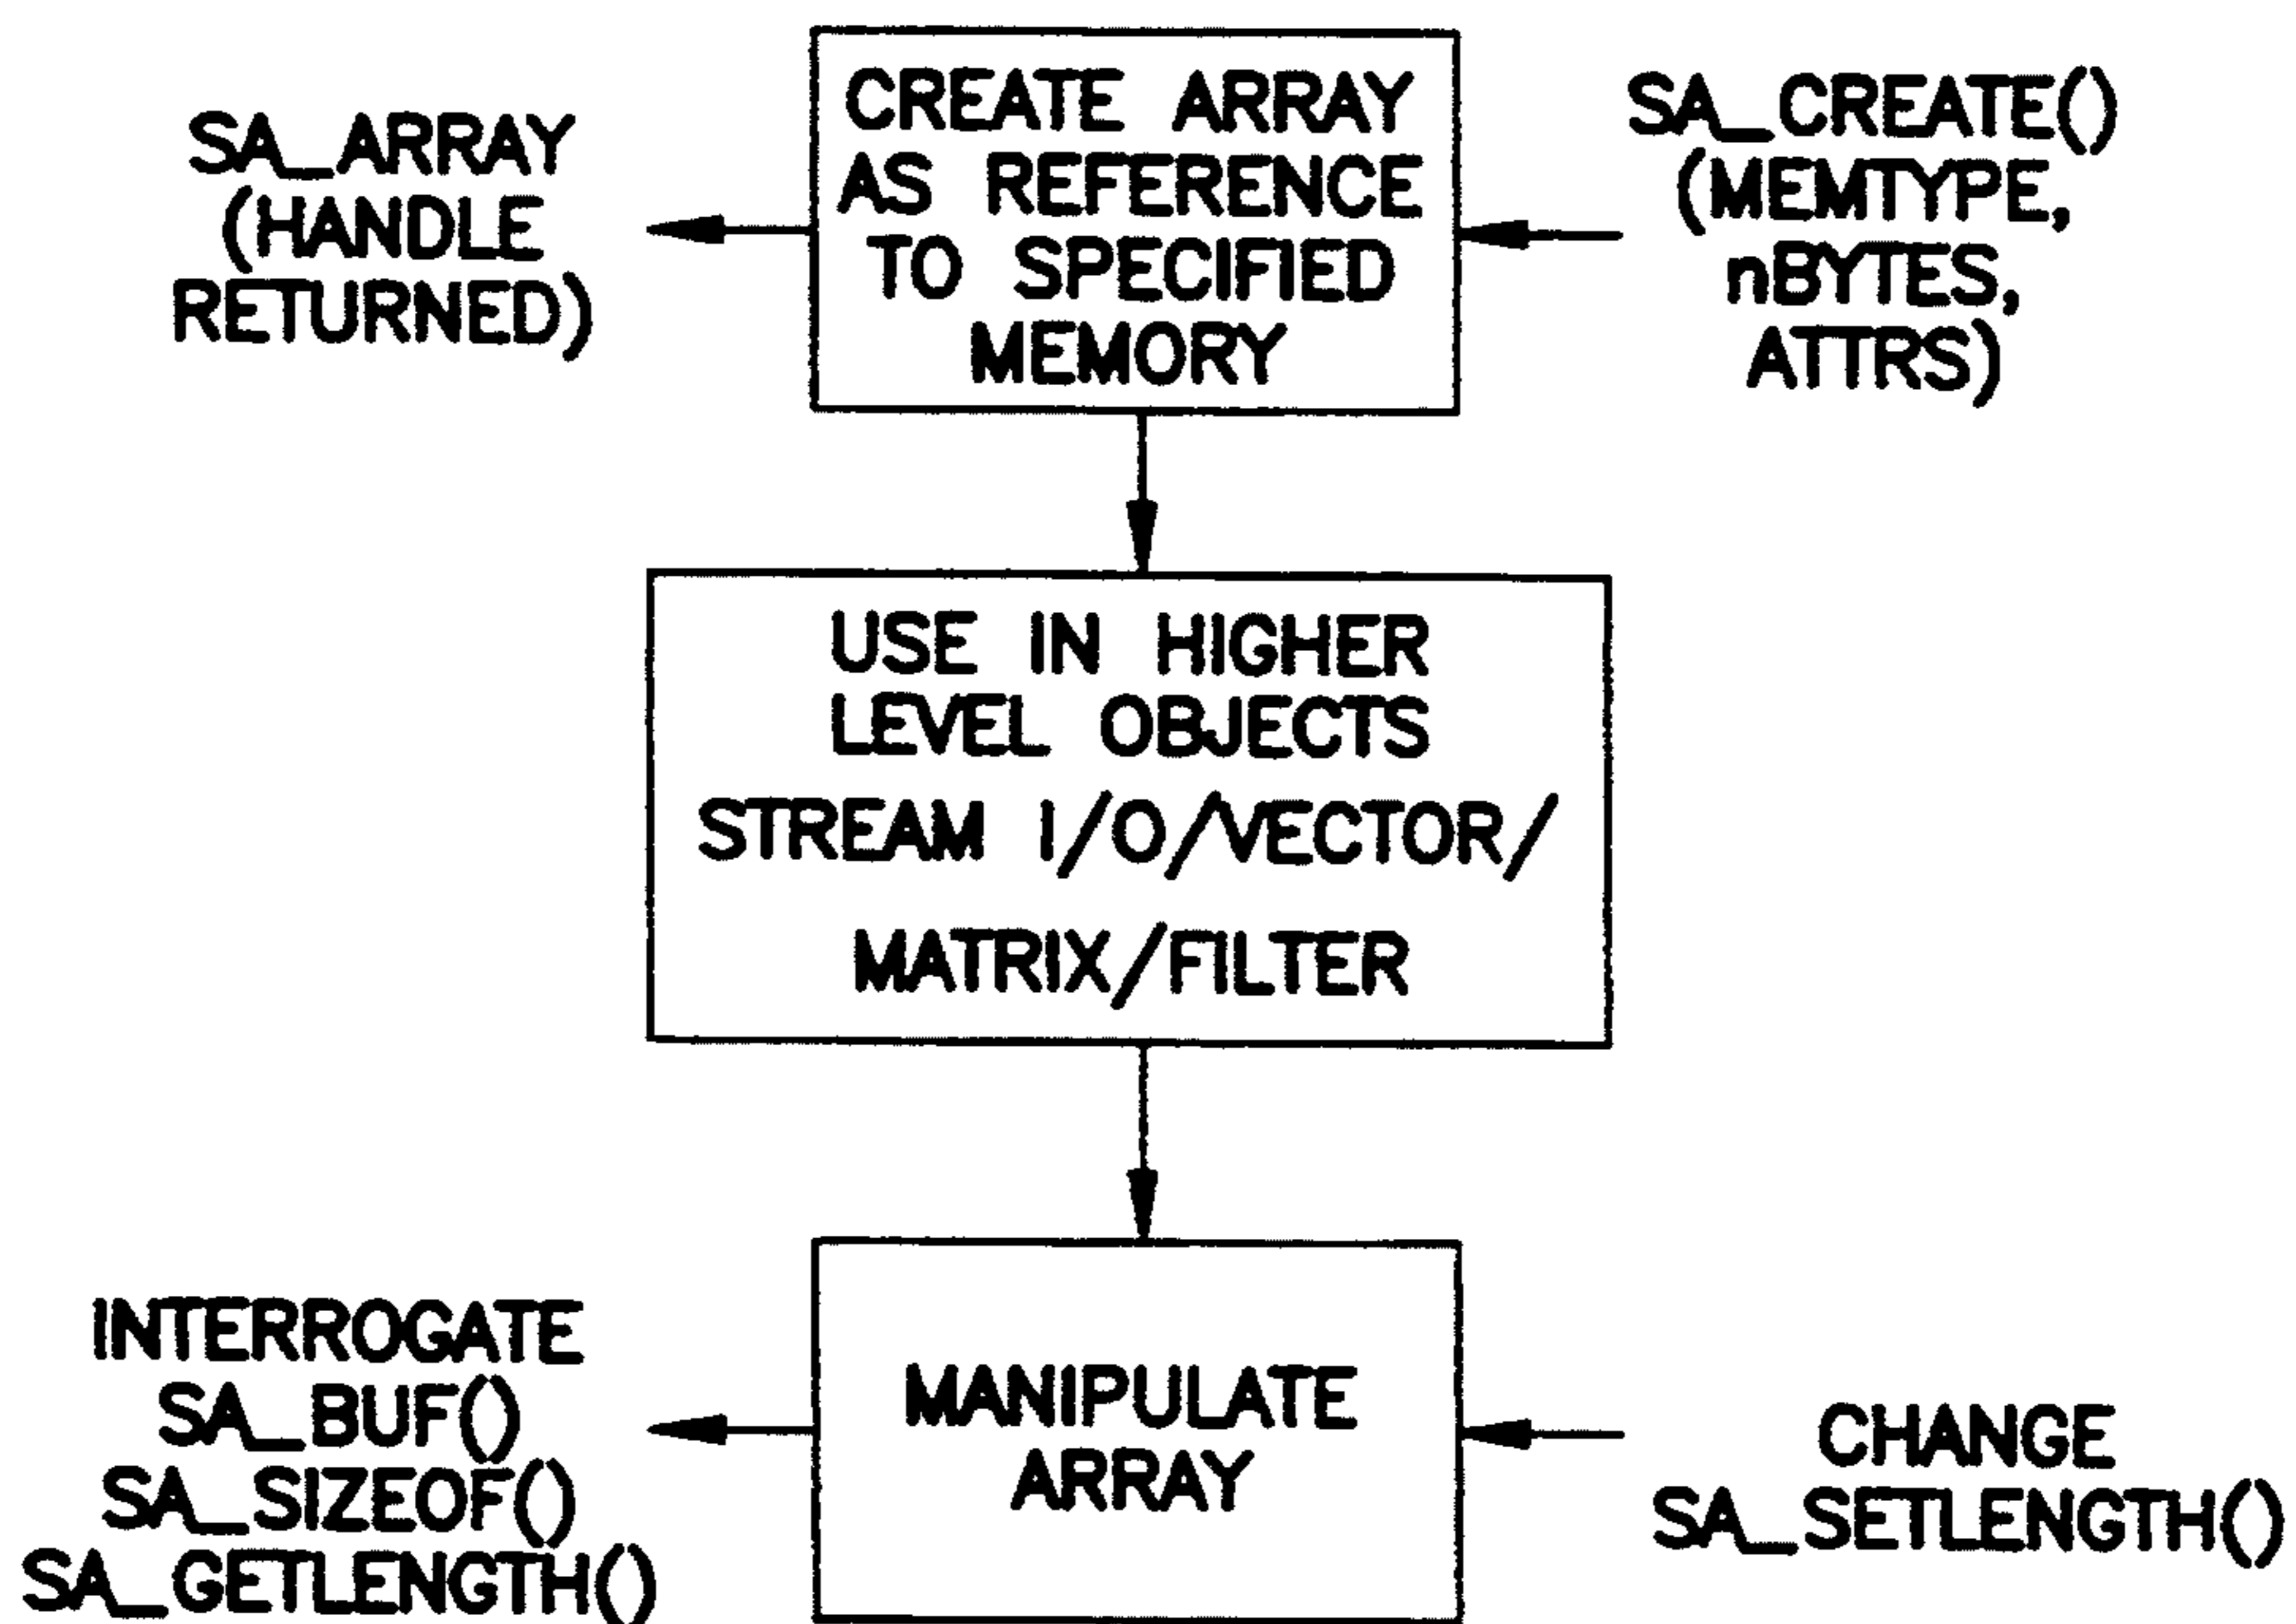 SA_ARRAY
(HANDLE
RETURNED)
CREATE ARRAY
AS REFERENCE
TO SPECIFIED
MEMORY
SA_CREATE()
(MEMTYPE,
nBYTES,
ATTRS)
USE IN HIGHER
LEVEL OBJECTS
STREAM I/O/VECTOR/
MATRIX/FILTER
INTERROGATE
SA_BUF()
SA_SIZEOF()
SA_GETLENGTH()
MANIPULATE
ARRAY
CHANGE
SA_SETLENGTH()